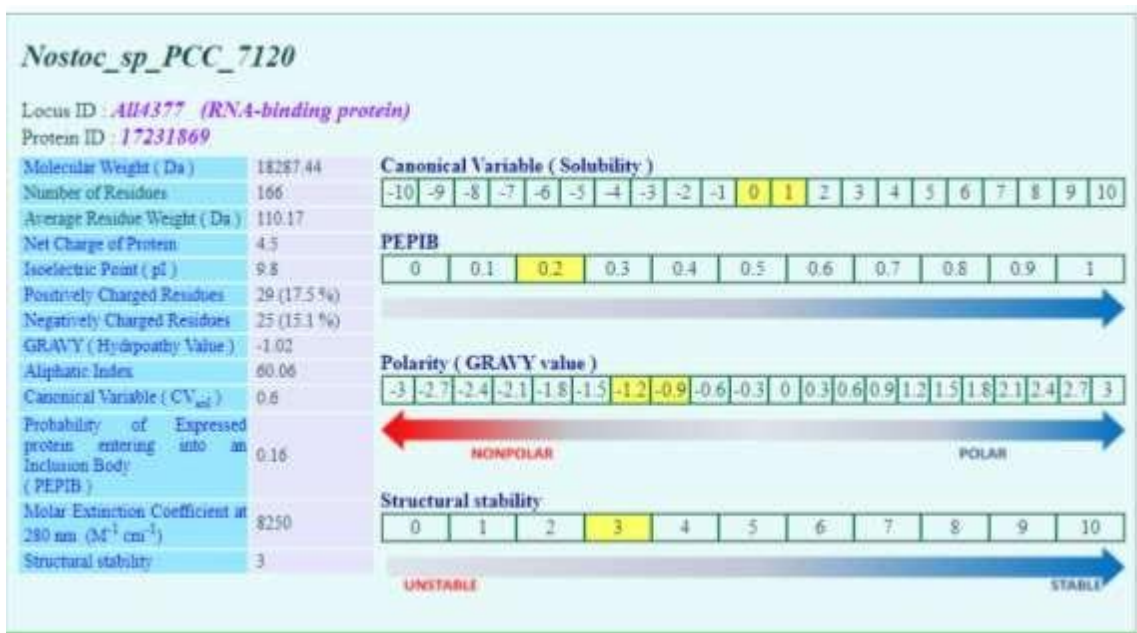 Nostoc_sp_PCC_7120
Locus ID : All4377 (RNA-binding protein)
Protein ID : 17231869
Molecular Weight ( Da ) 18287.44
Number of Residues 166
Average Residue Weight ( Da ) 110.17
Net Charge of Protein 4.5
Isoelectric Point ( pI ) 9.8
Positively Charged Residues 29 (17.5 %)
Negatively Charged Residues 25 (15.1 %)
GRAVY ( Hydropoathy Value ) -1.02
Aliphatic Index 60.06
Canonical Variable ( CVsol ) 0.6
Probability of Expressed
protein entering into an
Inclusion Body
( PEPIB ) 0.16
Molar Extinction Coefficient at
280 nm (M-1 cm-1) 8250
Structural stability 3
Canonical Variable ( Solubility )
-10 -9 -8 -7 -6 -5 -4 -3 -2 -1 0 1 2 3 4 5 6 7 8 9 10
PEPIB
0 0.1 0.2 0.3 0.4 0.5 0.6 0.7 0.8 0.9 1
Polarity ( GRAVY value )
-3 -2.7 -2.4 -2.1 -1.8 -1.5 -1.2 -0.9 -0.6 -0.3 0 0.3 0.6 0.9 1.2 1.5 1.8 2.1 2.4 2.7 3
NONPOLAR POLAR
Structural stability
0 1 2 3 4 5 6 7 8 9 10
UNSTABLE STABLE